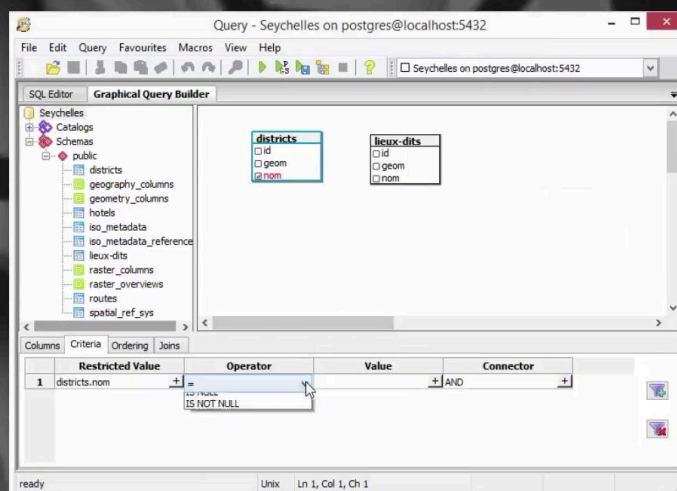 Query - Seychelles on postgres@localhost:5432
File Edit Query Favourites Macros View Help
Seychelles on postgres@localhost:5432
SQL Editor Graphical Query Builder
Seychelles
Catalogs
Schemas
public
districts
geography_columns
geometry_columns
hotels
iso_metadata
iso_metadata_reference
lieux-dits
raster_columns
raster_overviews
routes
spatial_ref_sys
districts
id
geom
nom
lieux-dits
id
geom
nom
Columns Criteria Ordering Joins
Restricted Value Operator Value Connector
1 districts.nom + = + AND +
IS NULL
IS NOT NULL
ready Unix Ln 1, Col 1, Ch 1